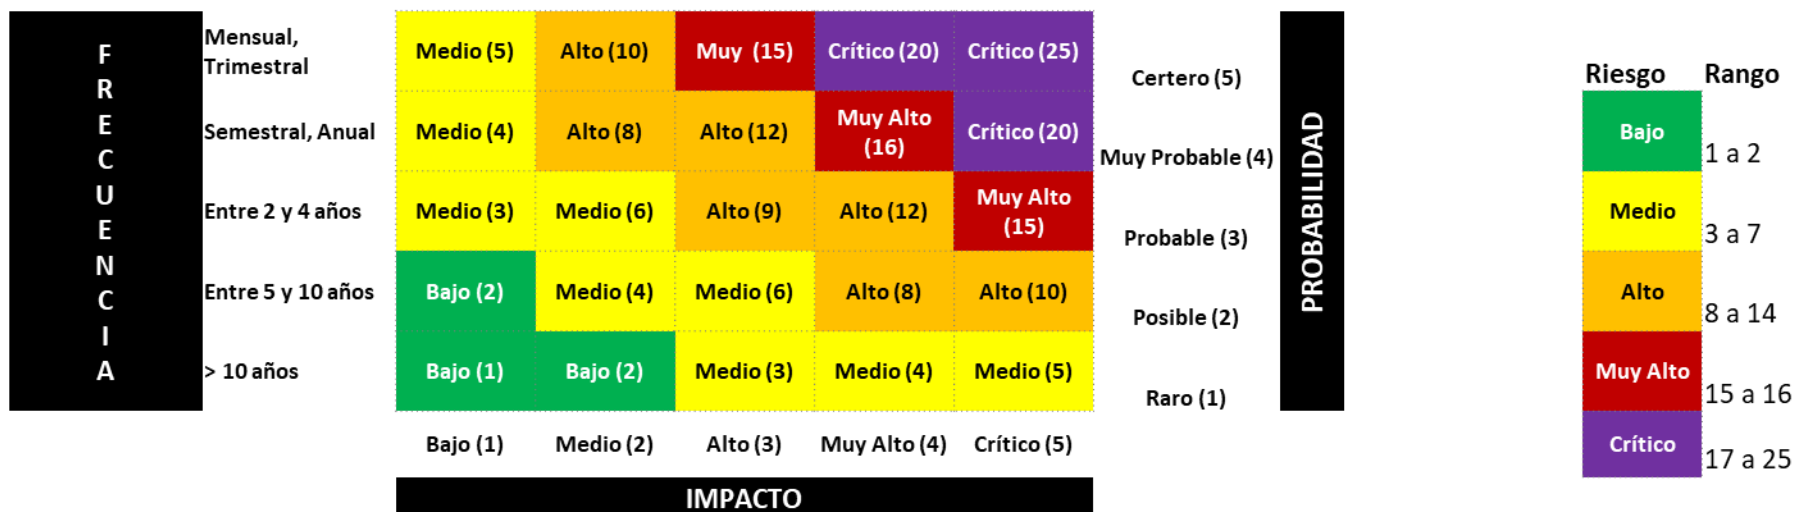 FRECUENCIA
Mensual,
Trimestral
Medio (5)
Alto (10)
Muy (15)
Crítico (20)
Crítico (25)
Certero (5)
Semestral, Anual
Medio (4)
Alto (8)
Alto (12)
Muy Alto
(16)
Crítico (20)
Muy Probable (4)
Entre 2 y 4 años
Medio (3)
Medio (6)
Alto (9)
Alto (12)
Muy Alto
(15)
Probable (3)
Entre 5 y 10 años
Bajo (2)
Medio (4)
Medio (6)
Alto (8)
Alto (10)
Posible (2)
> 10 años
Bajo (1)
Bajo (2)
Medio (3)
Medio (4)
Medio (5)
Raro (1)
PROBABILIDAD
Bajo (1)
Medio (2)
Alto (3)
Muy Alto (4)
Crítico (5)
IMPACTO
Riesgo Rango
Bajo 1 a 2
Medio 3 a 7
Alto 8 a 14
Muy Alto 15 a 16
Crítico 17 a 25